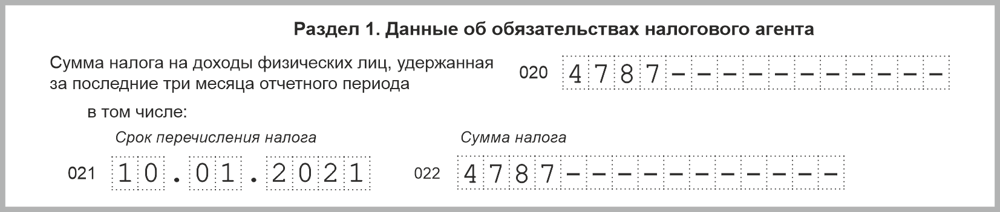 Раздел 1. Данные об обязательствах налогового агента
Сумма налога на доходы физических лиц, удержанная
за последние три месяца отчетного периода
020 4787------------
 
в том числе:
Срок перечисления налога Сумма налога
021 10.01.2021 022 4787-----------